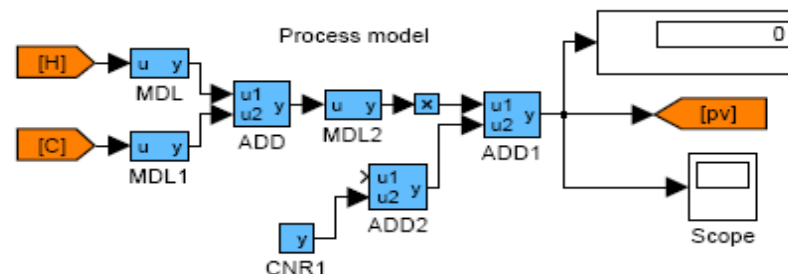 Process model
0
[H]
u y
MDL
u1
u2 y
ADD
u y
MDL2
x
u1
u2 y
ADD1
[pv]
[C]
u y
MDL1
u1
u2 y
ADD2
y
CNR1
Scope